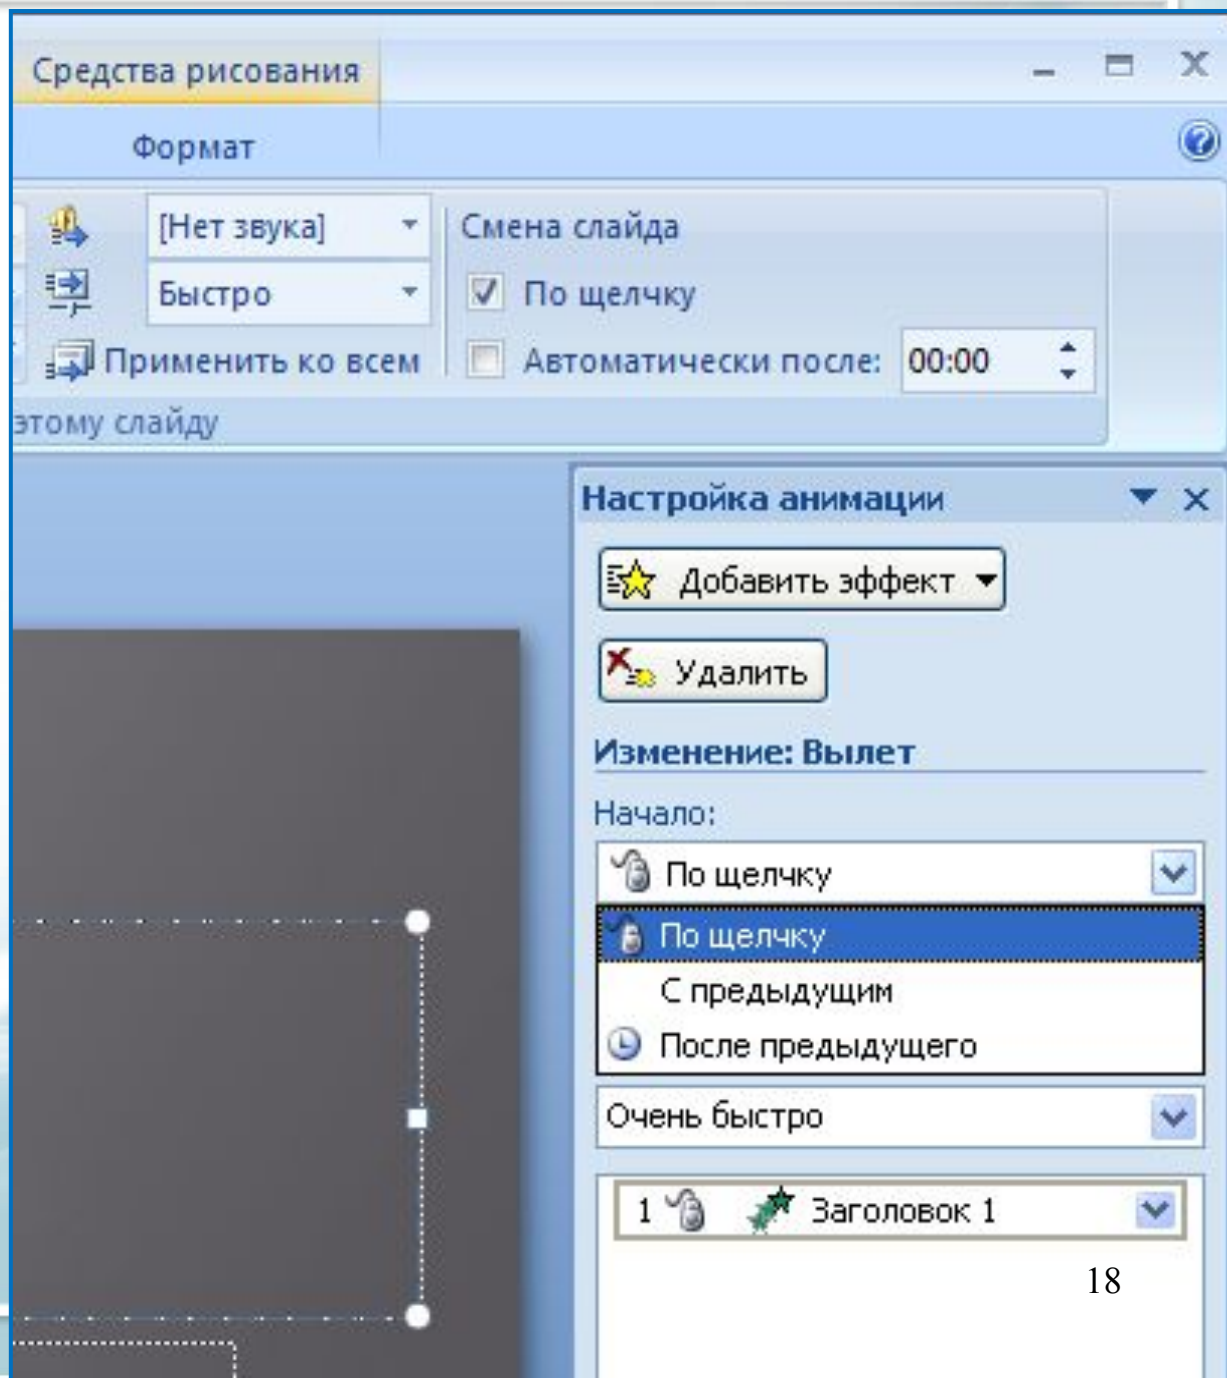 Средства рисования
Формат
[Нет звука]
Смена слайда
Быстро
По щелчку
Применить ко всем
Автоматически после: 00:00
этому слайду
Настройка анимации
Добавить эффект
Удалить
Изменение: Вылет
Начало:
По щелчку
По щелчку
С предыдущим
После предыдущего
Очень быстро
1 Заголовок 1
18